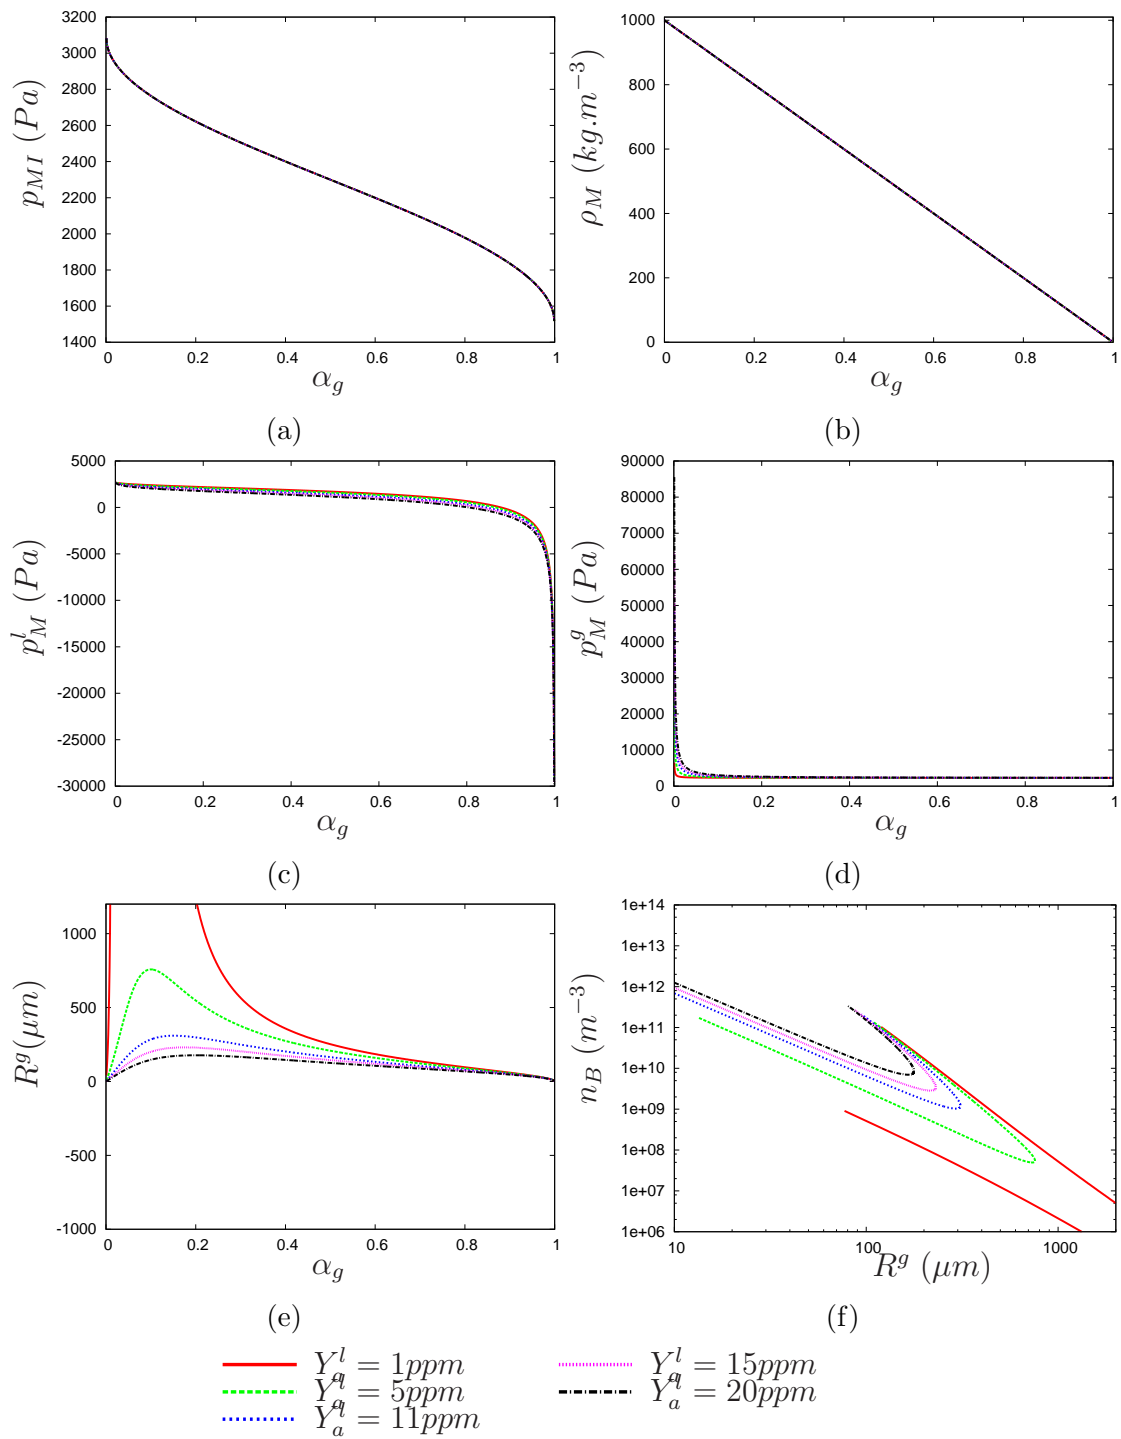 3200
3000
2800
2600
2400
2200
2000
1800
1600
1400
0 0.2 0.4 0.6 0.8 1
p_{MI} (Pa)
α_g
(a)
1000
800
600
400
200
0
0 0.2 0.4 0.6 0.8 1
ρ_M (kg.m^{-3})
α_g
(b)
5000
0
-5000
-10000
-15000
-20000
-25000
-30000
0 0.2 0.4 0.6 0.8 1
p^l_M (Pa)
α_g
(c)
90000
80000
70000
60000
50000
40000
30000
20000
10000
0
0 0.2 0.4 0.6 0.8 1
p^g_M (Pa)
α_g
(d)
1000
500
0
-500
-1000
0 0.2 0.4 0.6 0.8 1
R^g(μm)
α_g
(e)
1e+14
1e+13
1e+12
1e+11
1e+10
1e+09
1e+08
1e+07
1e+06
10 100 1000
n_B (m^{-3})
R^g (μm)
(f)
Y^l_a = 1ppm
Y^l_a = 5ppm
Y^l_a = 11ppm
Y^l_a = 15ppm
Y^l_a = 20ppm